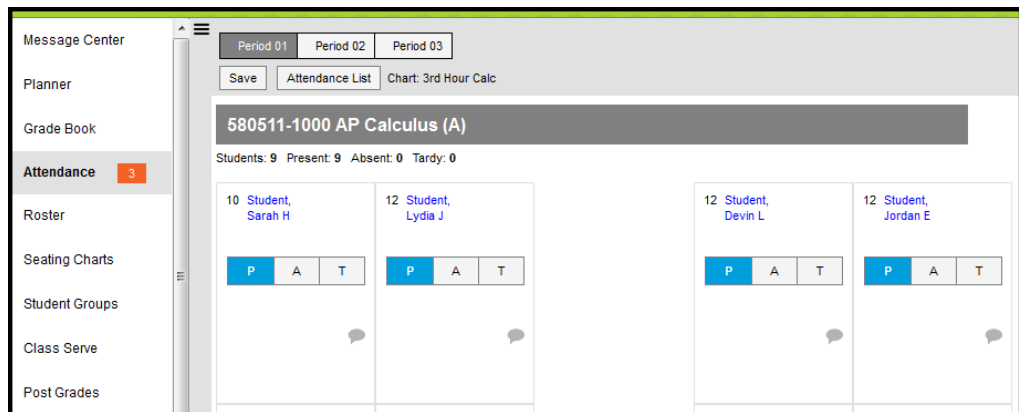 Message Center
Planner
Grade Book
Attendance 3
Roster
Seating Charts
Student Groups
Class Serve
Post Grades
Period 01 Period 02 Period 03
Save Attendance List Chart: 3rd Hour Calc
580511-1000 AP Calculus (A)
Students: 9 Present: 9 Absent: 0 Tardy: 0
10 Student,
Sarah H
P A T
12 Student,
Lydia J
P A T
12 Student,
Devin L
P A T
12 Student,
Jordan E
P A T